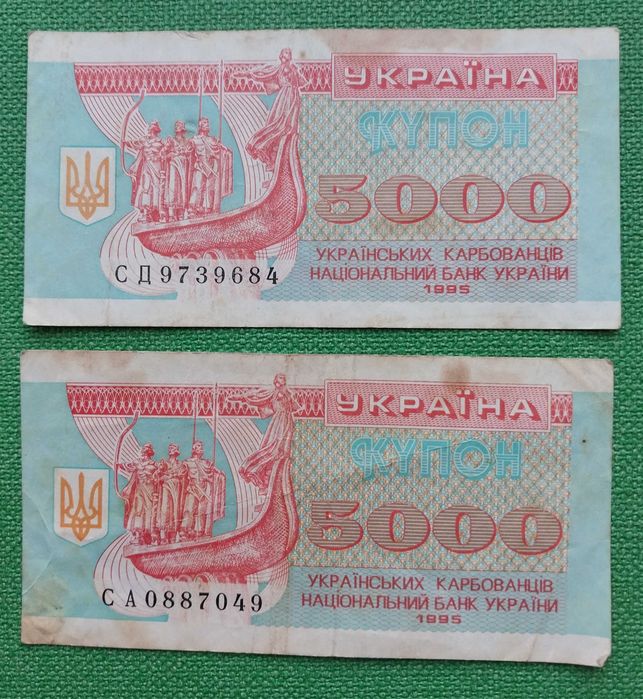 УКРАЇНА
КУПОН
5000
УКРАЇНСЬКИХ КАРБОВАНЦІВ
СД9739684
НАЦІОНАЛЬНИЙ БАНК УКРАЇНИ
1995
УКРАЇНА
КУПОН
5000
УКРАЇНСЬКИХ КАРБОВАНЦІВ
СА0887049
НАЦІОНАЛЬНИЙ БАНК УКРАЇНИ
1995